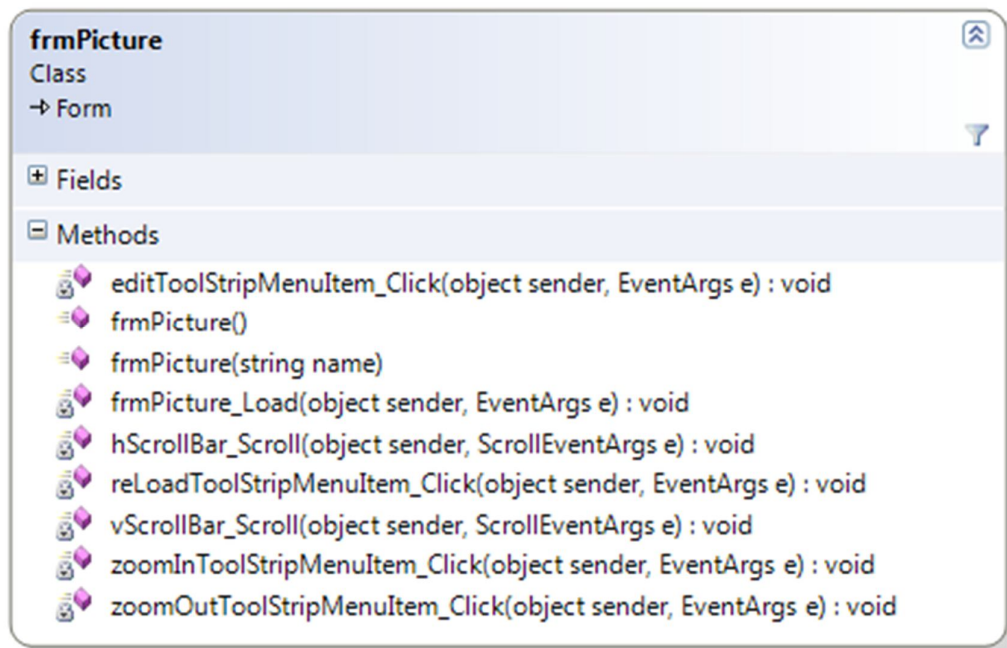 frmPicture
Class
Form
Fields
Methods
editToolStripMenuItem_Click(object sender, EventArgs e) : void
frmPicture()
frmPicture(string name)
frmPicture_Load(object sender, EventArgs e) : void
hScrollBar_Scroll(object sender, ScrollEventArgs e) : void
reLoadToolStripMenuItem_Click(object sender, EventArgs e) : void
vScrollBar_Scroll(object sender, ScrollEventArgs e) : void
zoomInToolStripMenuItem_Click(object sender, EventArgs e) : void
zoomOutToolStripMenuItem_Click(object sender, EventArgs e) : void